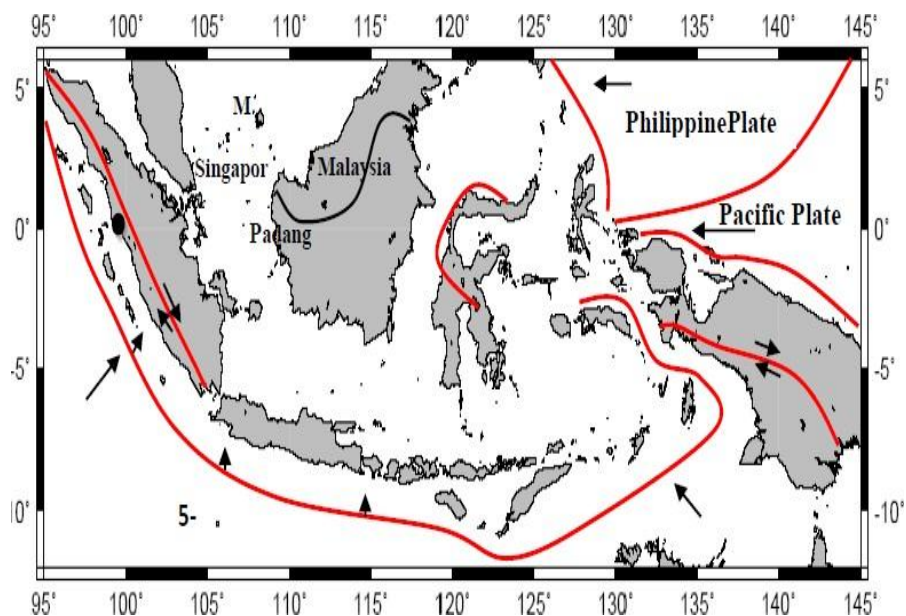 95° 100° 105° 110° 115° 120° 125° 130° 135° 140° 145°
5° 5°
M.
PhilippinePlate
Singapor Malaysia
Padang Pacific Plate
0° 0°
-5° -5°
5-
-10° -10°
95° 100° 105° 110° 115° 120° 125° 130° 135° 140° 145°